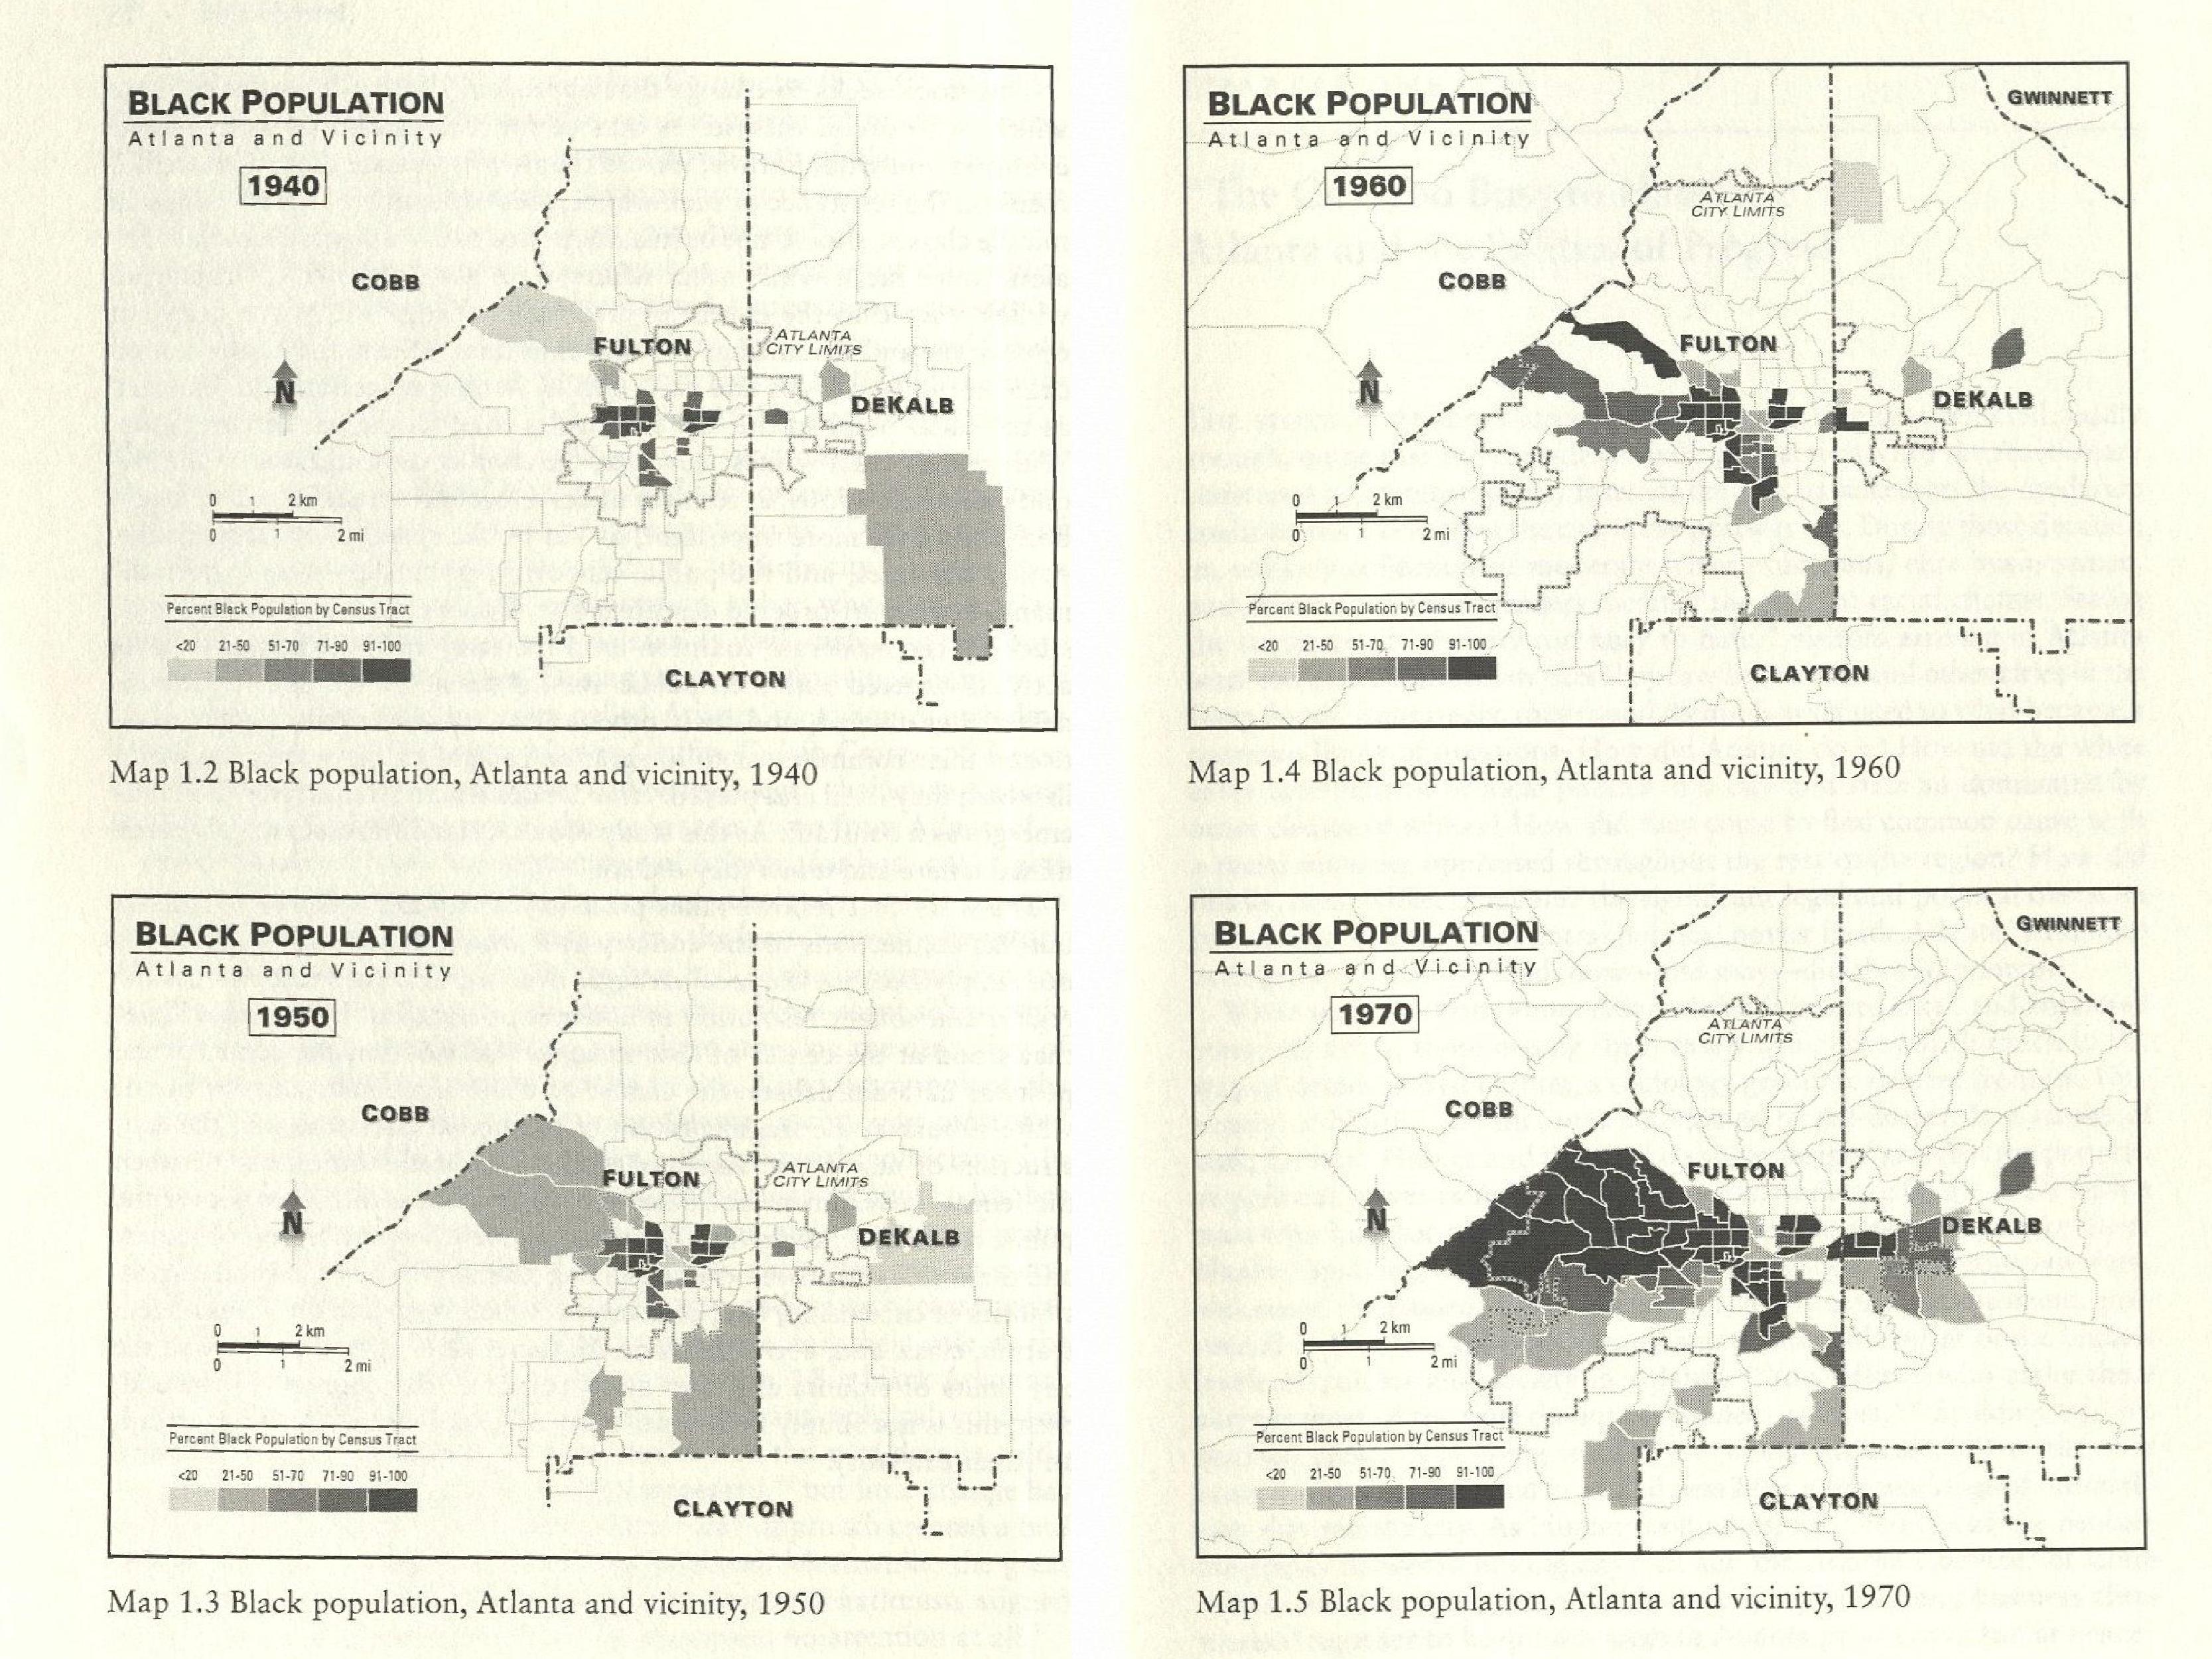 BLACK POPULATION
Atlanta and Vicinity
1940
COBB
FULTON
ATLANTA
CITY LIMITS
DEKALB
N
0 1 2 km
0 1 2 mi
Percent Black Population by Census Tract
<20 21-50 51-70 71-90 91-100
CLAYTON
Map 1.2 Black population, Atlanta and vicinity, 1940
BLACK POPULATION
Atlanta and Vicinity
1950
COBB
FULTON
ATLANTA
CITY LIMITS
DEKALB
N
0 1 2 km
0 1 2 mi
Percent Black Population by Census Tract
<20 21-50 51-70 71-90 91-100
CLAYTON
Map 1.3 Black population, Atlanta and vicinity, 1950
BLACK POPULATION
Atlanta and Vicinity
GWINNETT
1960
ATLANTA
CITY LIMITS
COBB
FULTON
N
DEKALB
0 1 2 km
0 1 2 mi
Percent Black Population by Census Tract
<20 21-50 51-70 71-90 91-100
CLAYTON
Map 1.4 Black population, Atlanta and vicinity, 1960
BLACK POPULATION
Atlanta and Vicinity
GWINNETT
1970
ATLANTA
CITY LIMITS
COBB
FULTON
N
DEKALB
0 1 2 km
0 1 2 mi
Percent Black Population by Census Tract
<20 21-50 51-70 71-90 91-100
CLAYTON
Map 1.5 Black population, Atlanta and vicinity, 1970